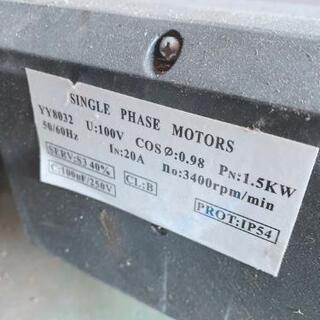 SINGLE PHASE MOTORS
YY8032 U:100V COSØ:0.98 PN:1.5KW
50/60Hz IN:20A no:3400rpm/min
SERV:S3 40% CL:B PROT:IP54
C:100uF/250V